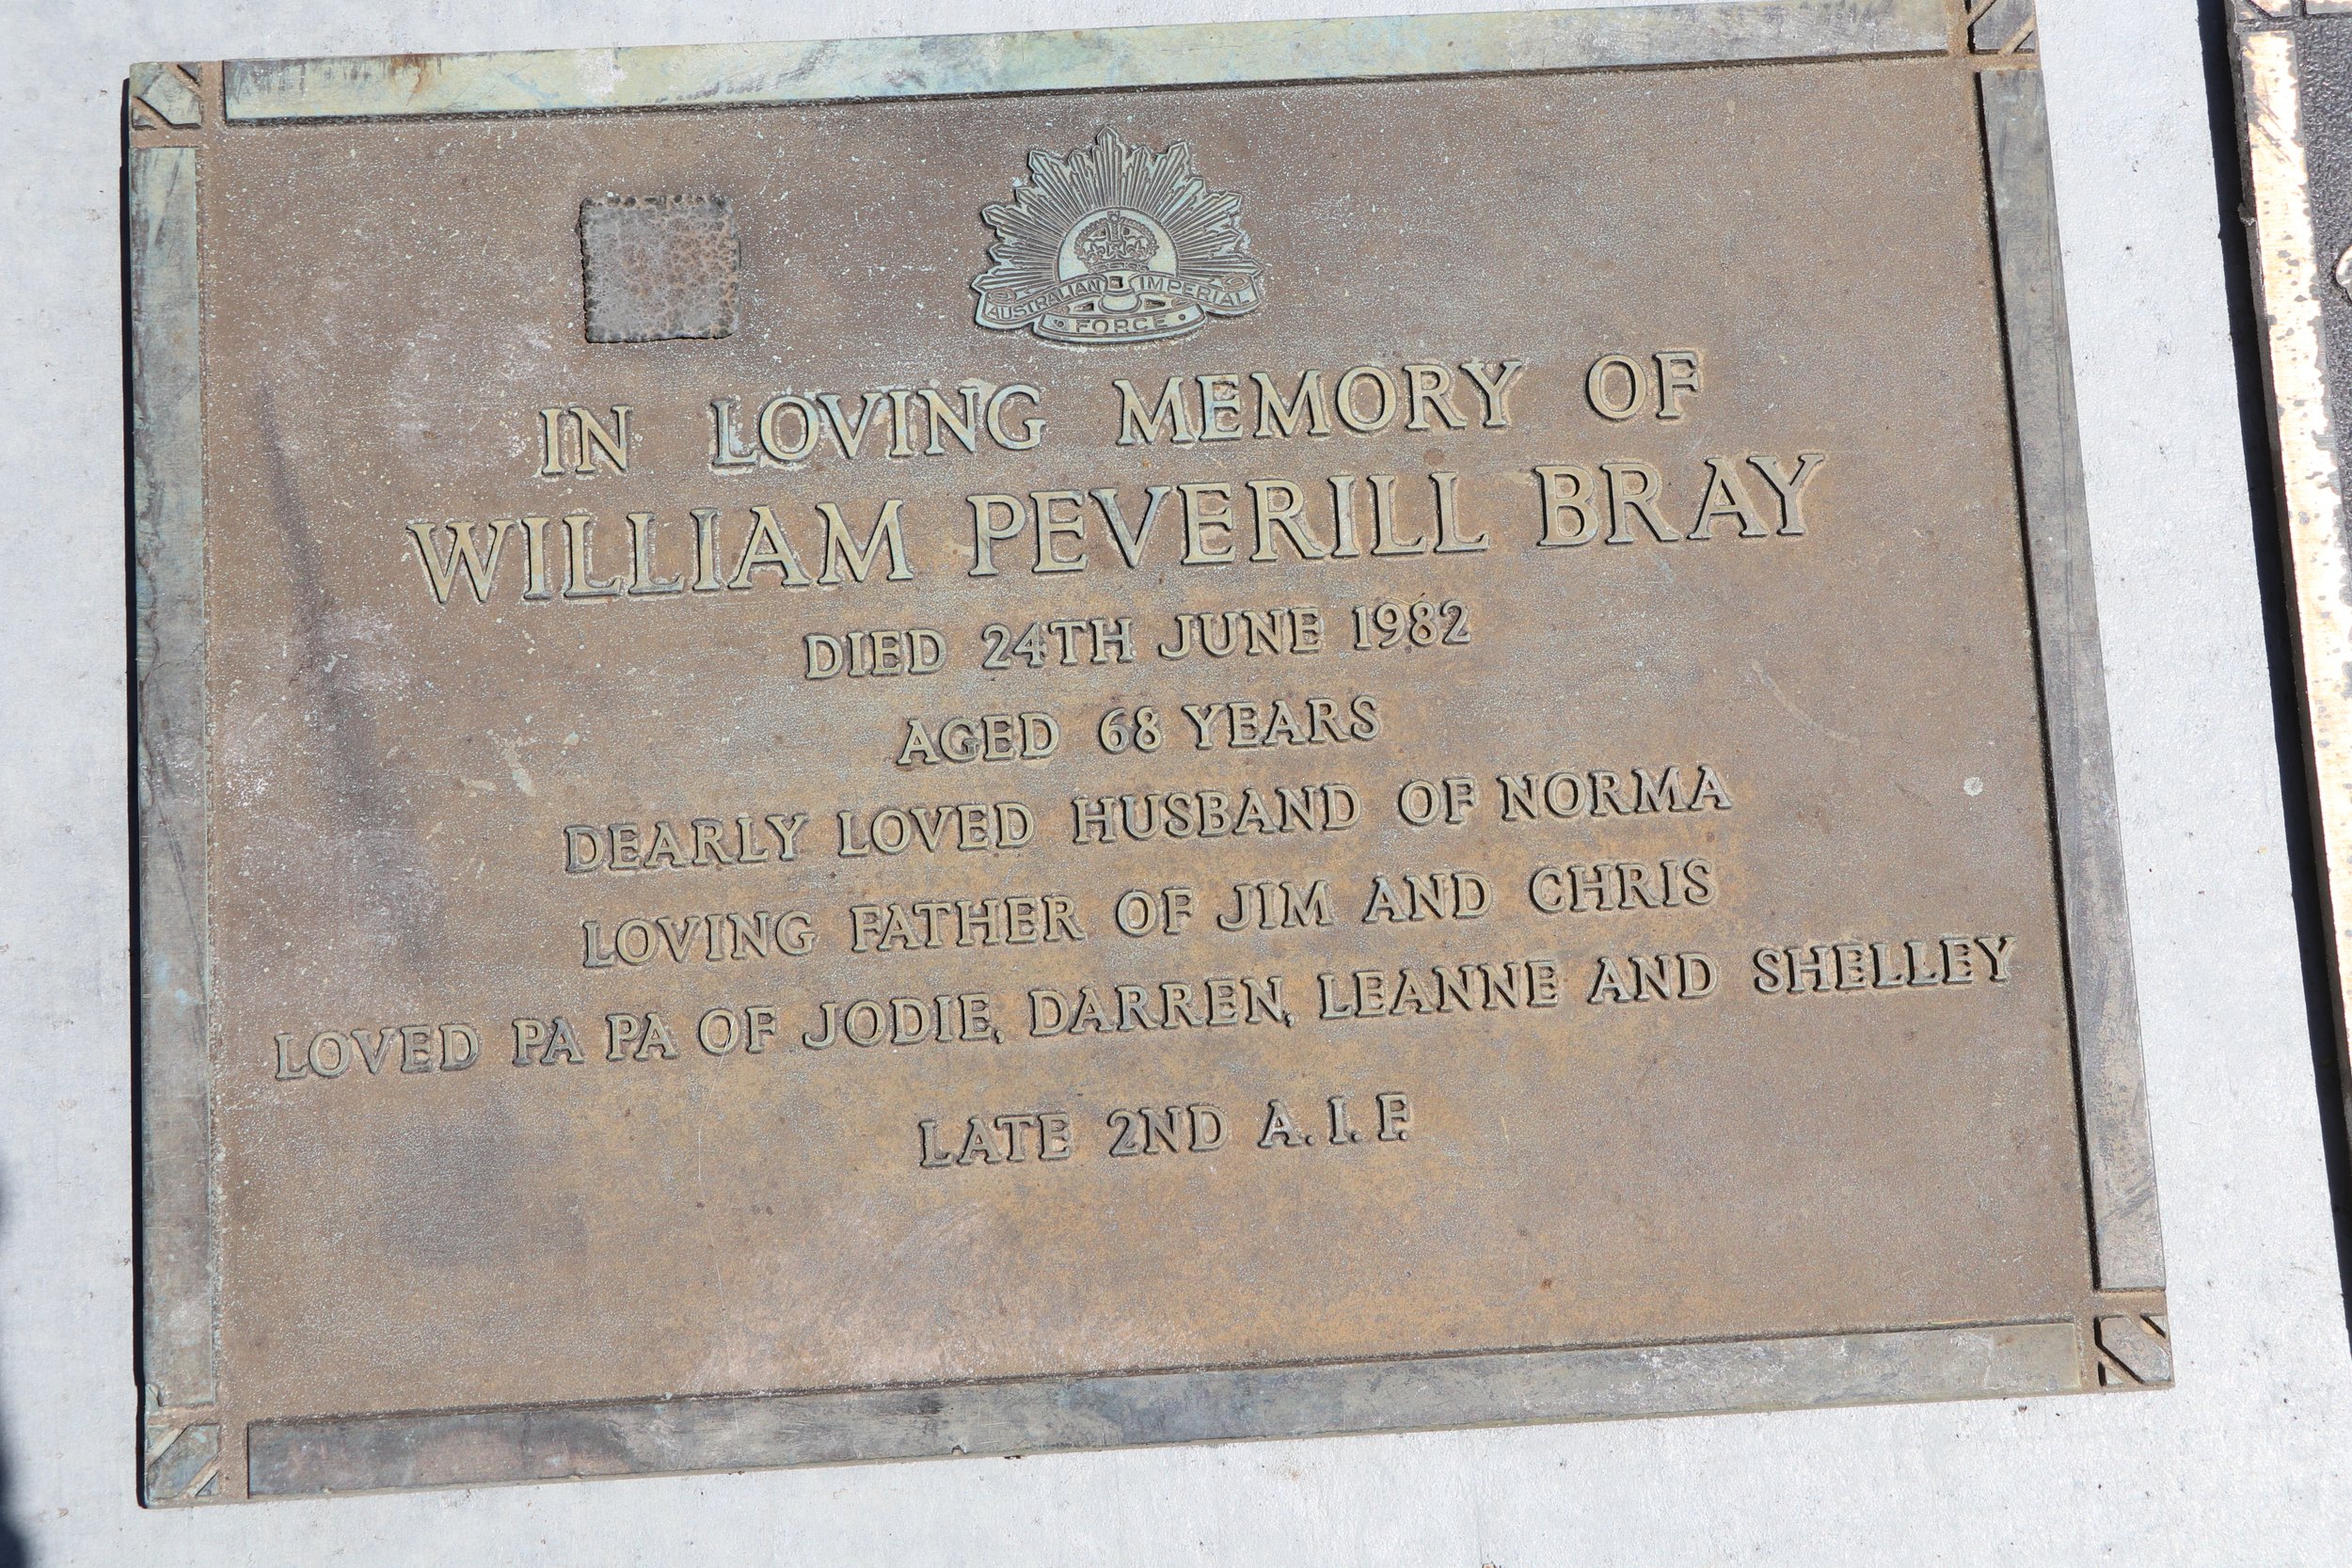 AUSTRALIAN IMPERIAL
FORCE
IN LOVING MEMORY OF
WILLIAM PEVERILL BRAY
DIED 24TH JUNE 1982
AGED 68 YEARS
DEARLY LOVED HUSBAND OF NORMA
LOVING FATHER OF JIM AND CHRIS
LOVED PA PA OF JODIE, DARREN, LEANNE AND SHELLEY
LATE 2ND A.I.F.